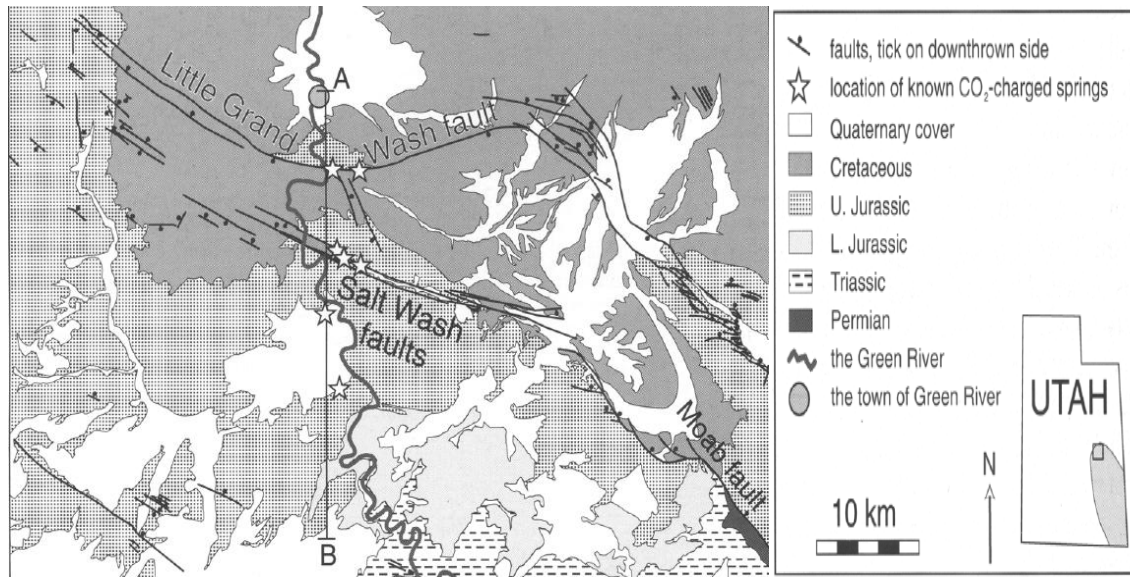 A
Little Grand
Wash fault
Salt Wash
faults
Moab fault
B
faults, tick on downthrown side
location of known CO₂-charged springs
Quaternary cover
Cretaceous
U. Jurassic
L. Jurassic
Triassic
Permian
the Green River
the town of Green River
UTAH
N
10 km